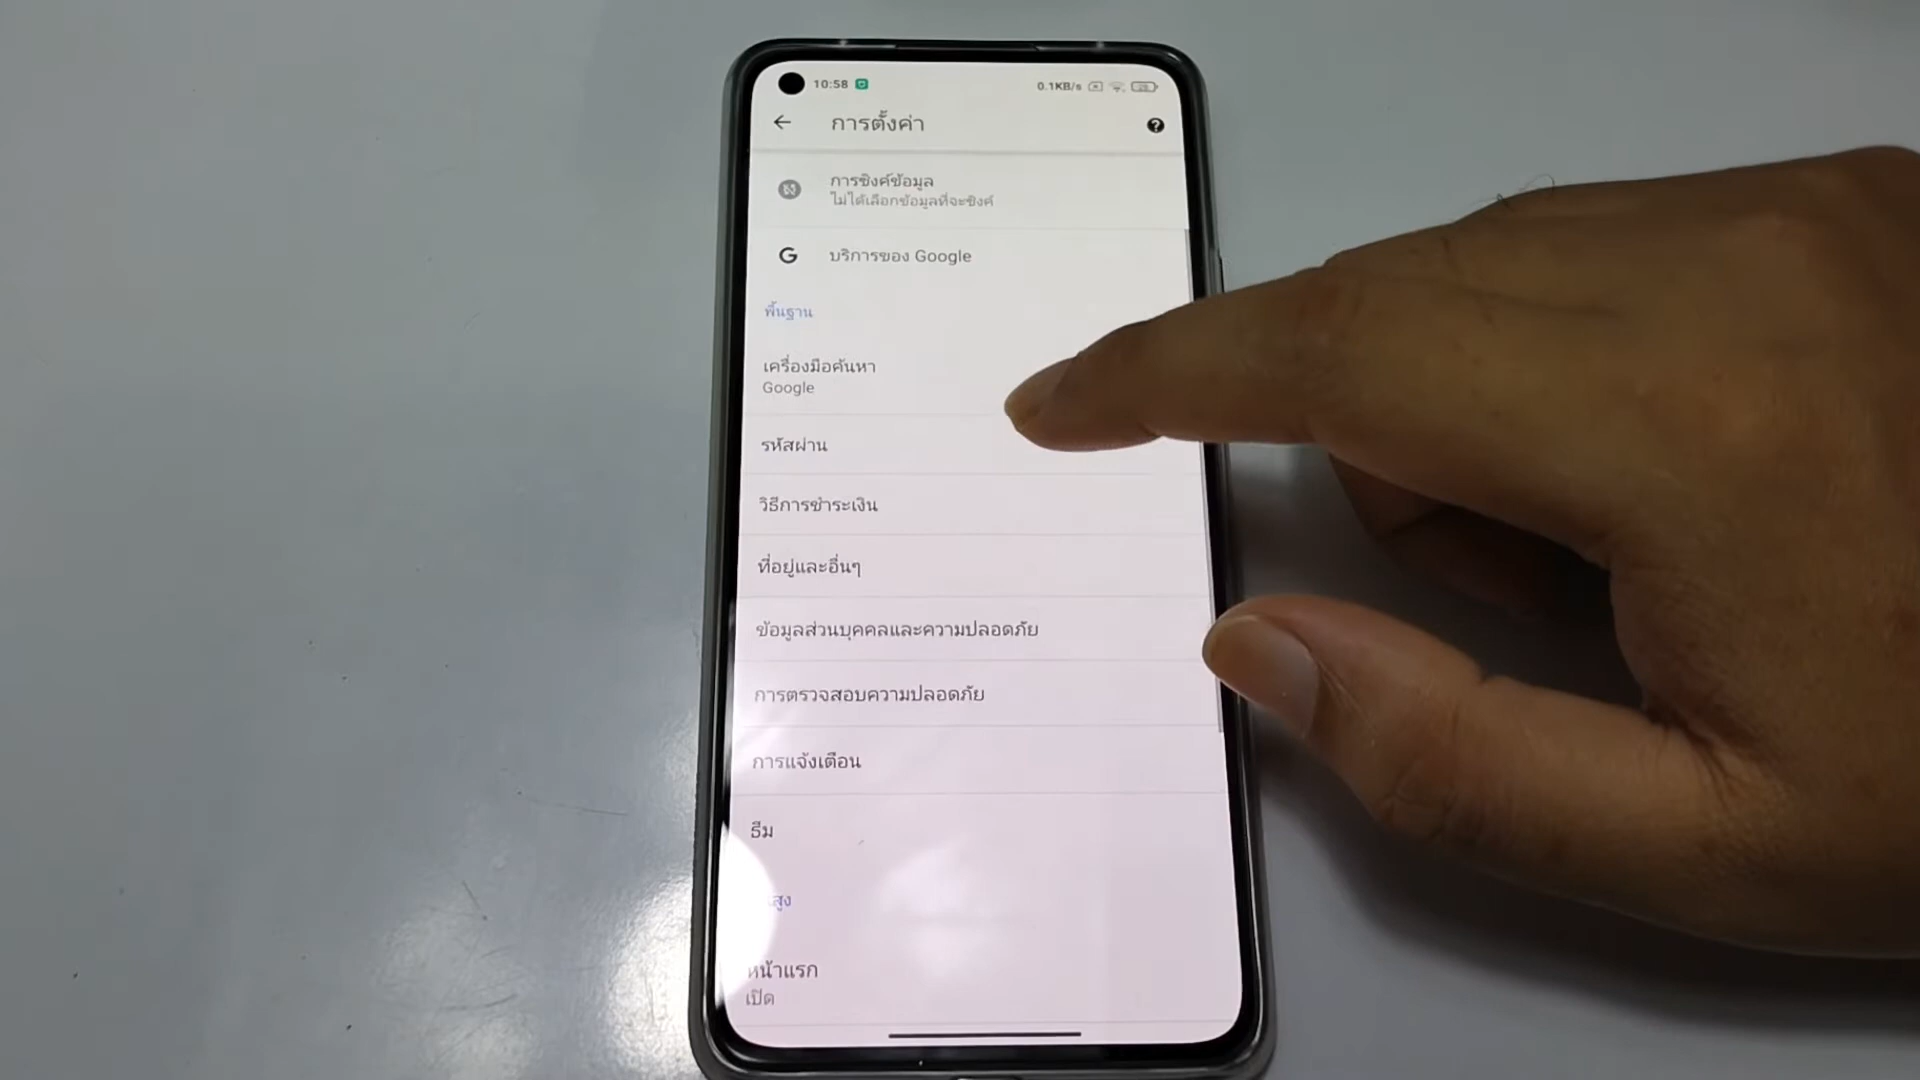 10:58
0.1KB/s
การตั้งค่า
การซิงค์ข้อมูล
ไม่ได้เลือกข้อมูลที่จะซิงค์
บริการของ Google
พื้นฐาน
เครื่องมือค้นหา
Google
รหัสผ่าน
วิธีการชำระเงิน
ที่อยู่และอื่นๆ
ข้อมูลส่วนบุคคลและความปลอดภัย
การตรวจสอบความปลอดภัย
การแจ้งเตือน
ธีม
สูง
หน้าแรก
เปิด